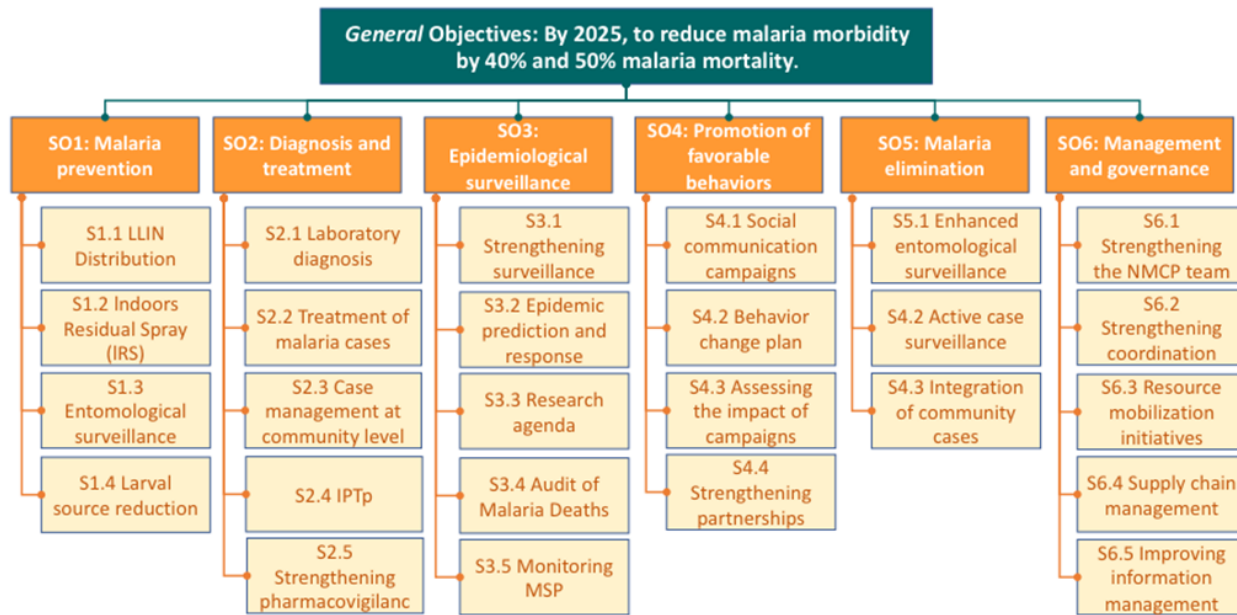 General Objectives: By 2025, to reduce malaria morbidity
by 40% and 50% malaria mortality.
SO1: Malaria
prevention
S1.1 LLIN
Distribution
S1.2 Indoors
Residual Spray
(IRS)
S1.3
Entomological
surveillance
S1.4 Larval
source reduction
SO2: Diagnosis and
treatment
S2.1 Laboratory
diagnosis
S2.2 Treatment of
malaria cases
S2.3 Case
management at
community level
S2.4 IPTp
S2.5
Strengthening
pharmacovigilanc
SO3:
Epidemiological
surveillance
S3.1
Strengthening
surveillance
S3.2 Epidemic
prediction and
response
S3.3 Research
agenda
S3.4 Audit of
Malaria Deaths
S3.5 Monitoring
MSP
SO4: Promotion of
favorable
behaviors
S4.1 Social
communication
campaigns
S4.2 Behavior
change plan
S4.3 Assessing
the impact of
campaigns
S4.4
Strengthening
partnerships
SO5: Malaria
elimination
S5.1 Enhanced
entomological
surveillance
S4.2 Active case
surveillance
S4.3 Integration
of community
cases
SO6: Management
and governance
S6.1
Strengthening
the NMCP team
S6.2
Strengthening
coordination
S6.3 Resource
mobilization
initiatives
S6.4 Supply chain
management
S6.5 Improving
information
management